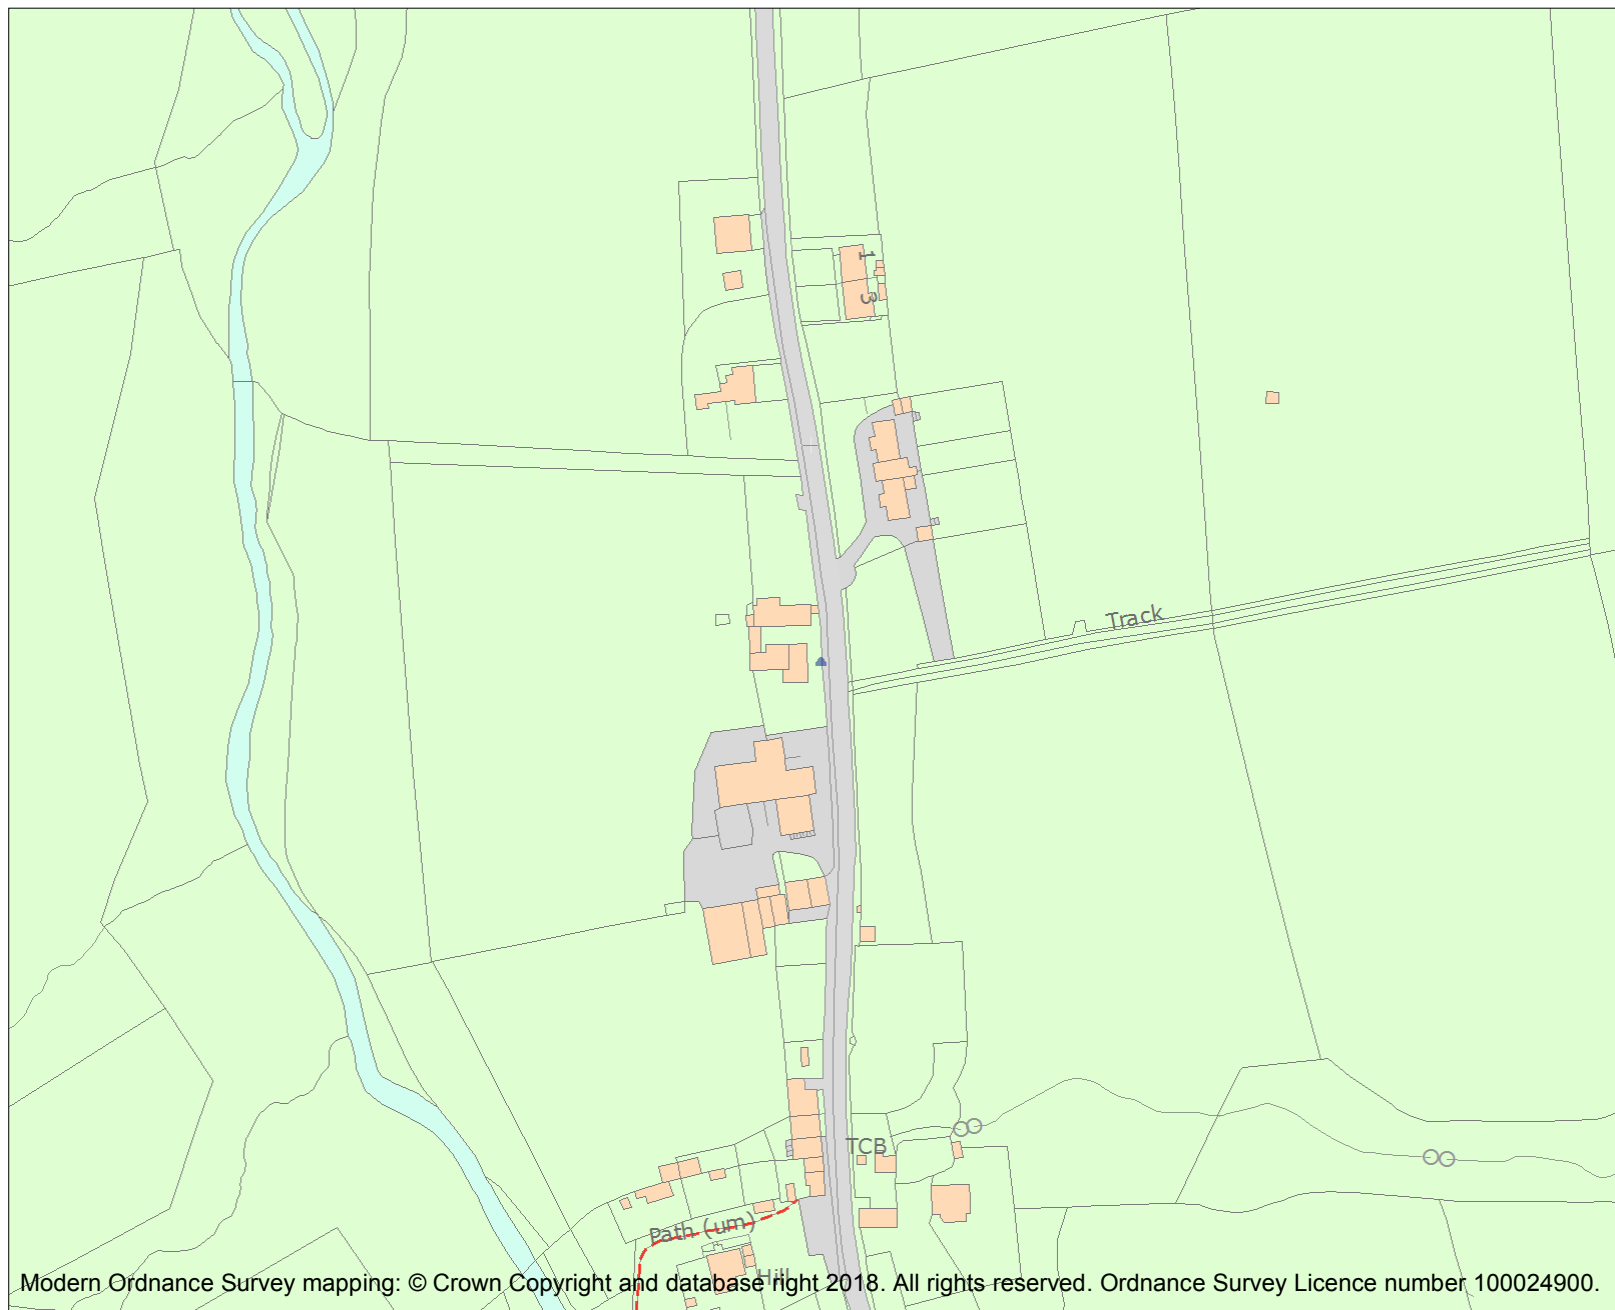 1
3
Track
TCB
Path (um)
Hill
Modern Ordnance Survey mapping: © Crown Copyright and database right 2018. All rights reserved. Ordnance Survey Licence number 100024900.